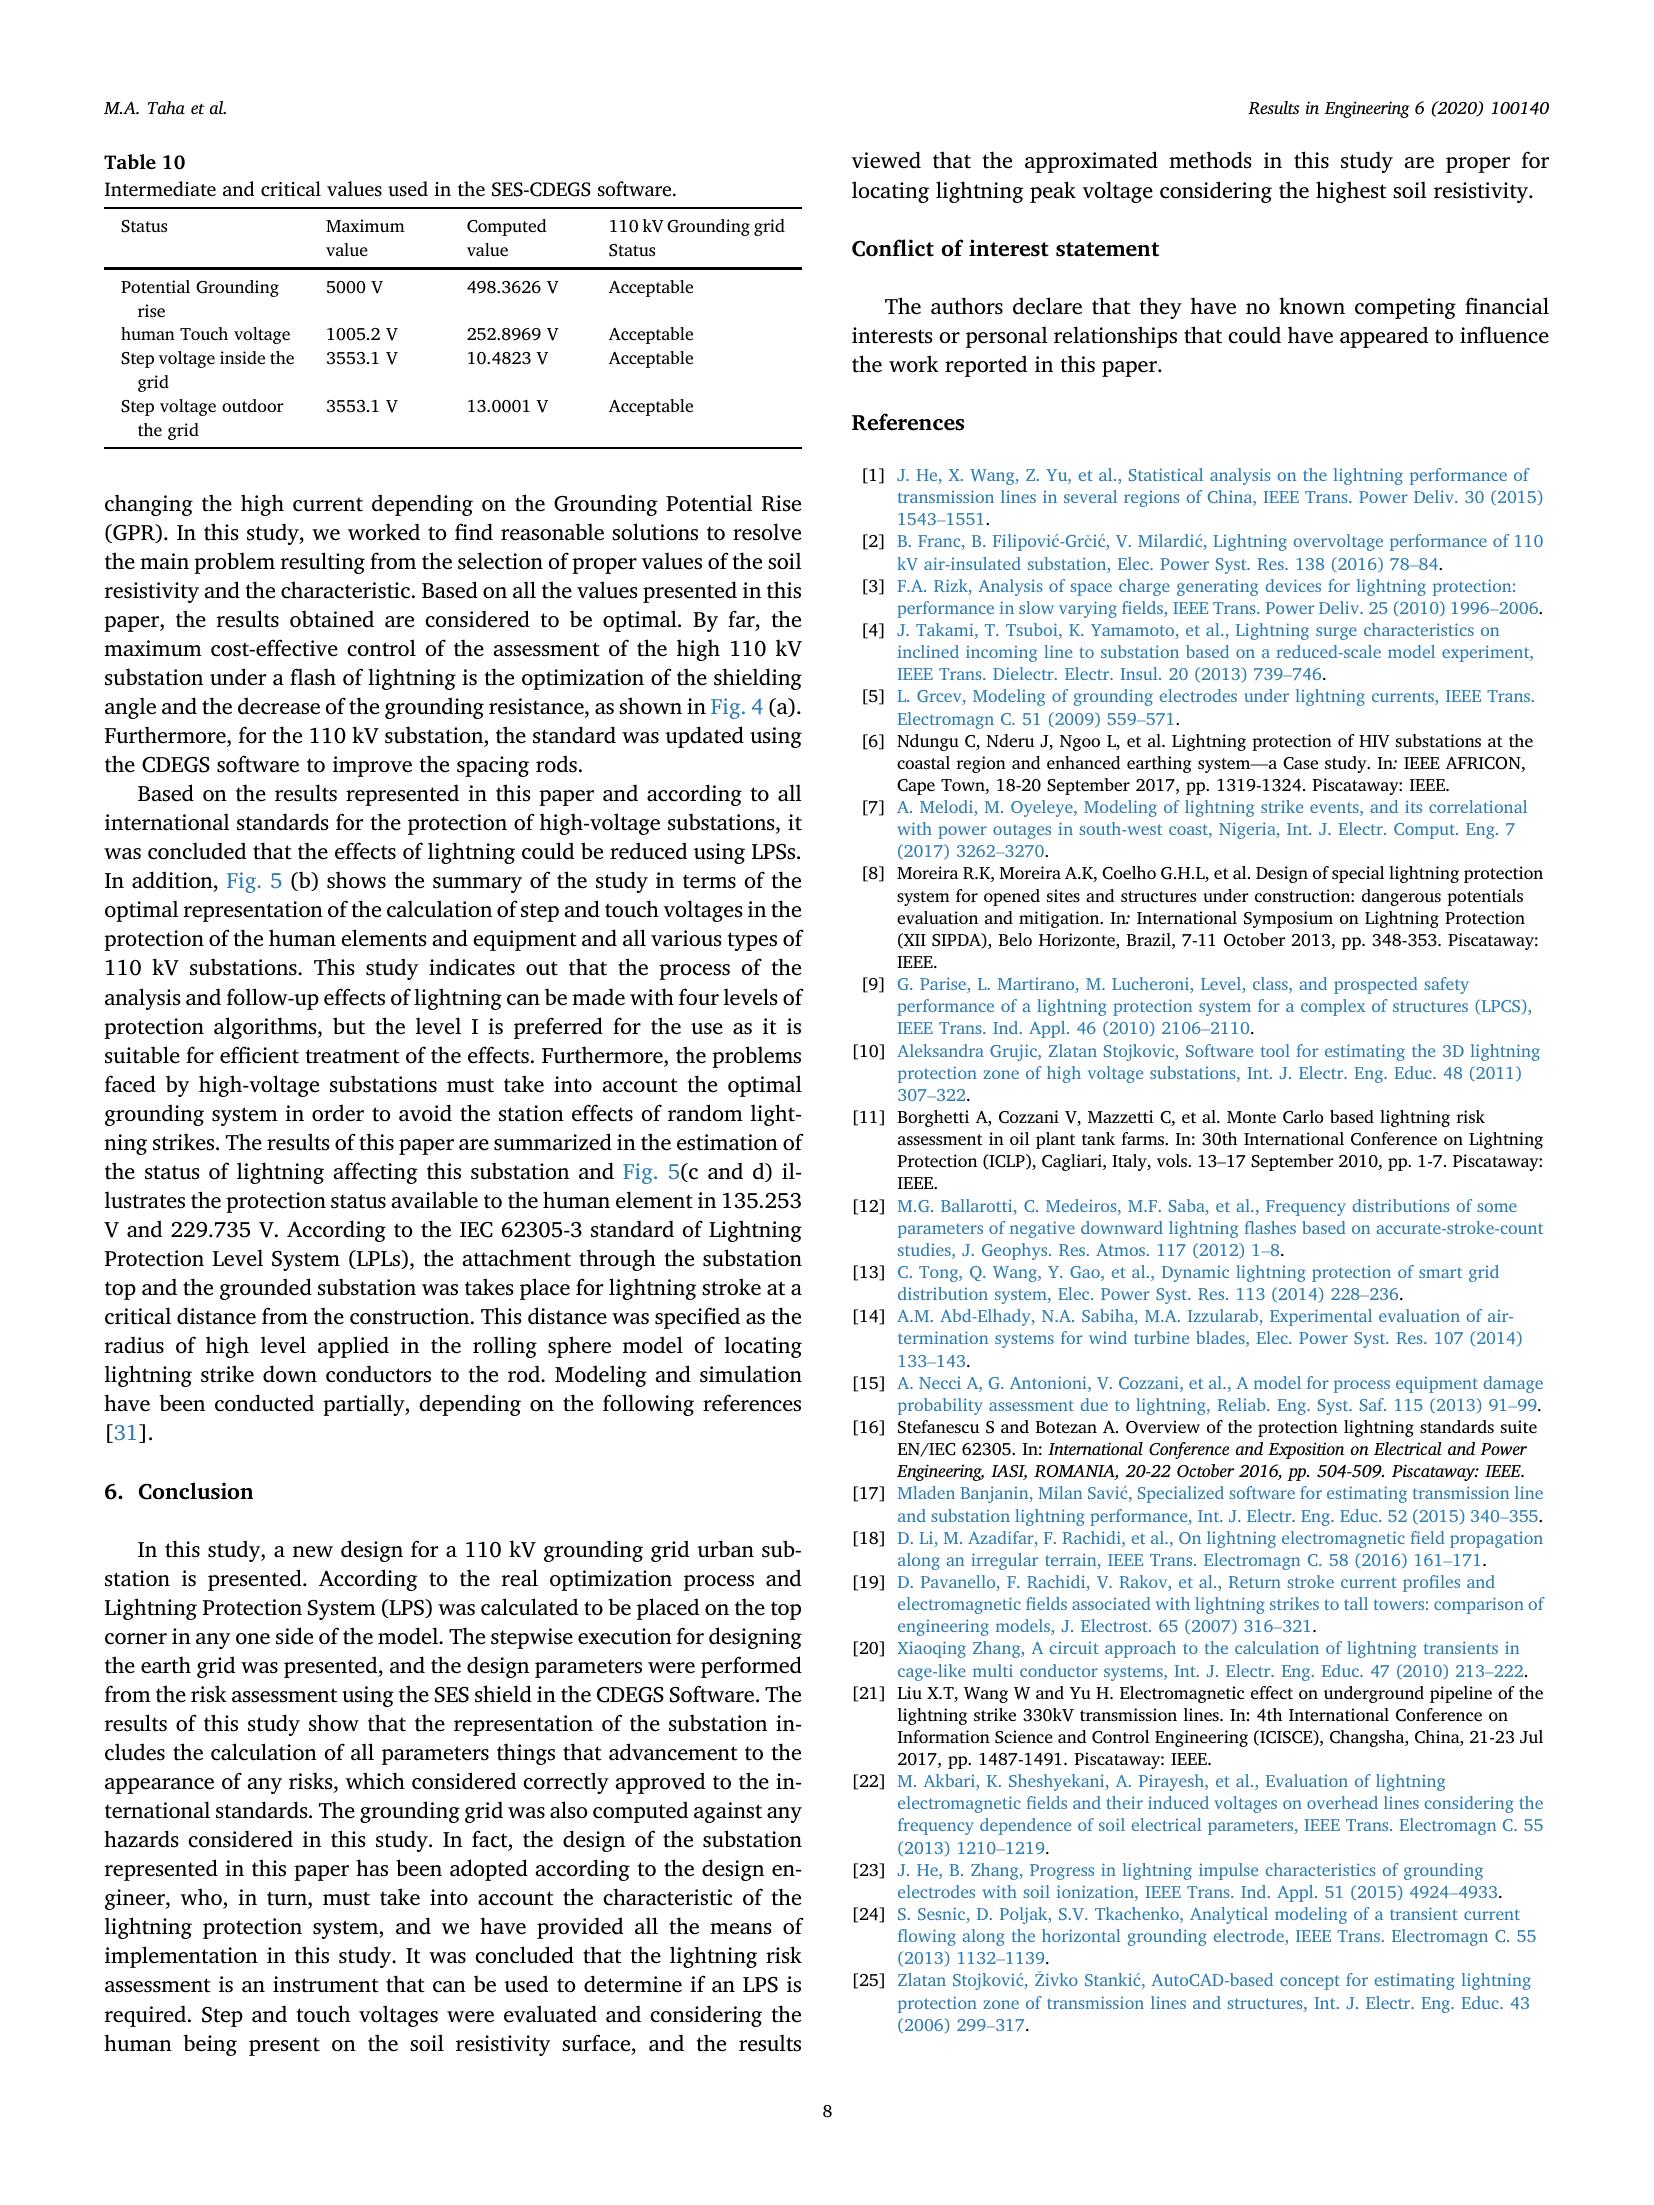 M.A. Taha et al.
Results in Engineering 6 (2020) 100140
Table 10
Intermediate and critical values used in the SES-CDEGS software.
Status Maximum value Computed value 110 kV Grounding grid Status
Potential Grounding rise 5000 V 498.3626 V Acceptable
human Touch voltage 1005.2 V 252.8969 V Acceptable
Step voltage inside the grid 3553.1 V 10.4823 V Acceptable
Step voltage outdoor the grid 3553.1 V 13.0001 V Acceptable
changing the high current depending on the Grounding Potential Rise
(GPR). In this study, we worked to find reasonable solutions to resolve
the main problem resulting from the selection of proper values of the soil
resistivity and the characteristic. Based on all the values presented in this
paper, the results obtained are considered to be optimal. By far, the
maximum cost-effective control of the assessment of the high 110 kV
substation under a flash of lightning is the optimization of the shielding
angle and the decrease of the grounding resistance, as shown in Fig. 4 (a).
Furthermore, for the 110 kV substation, the standard was updated using
the CDEGS software to improve the spacing rods.
Based on the results represented in this paper and according to all
international standards for the protection of high-voltage substations, it
was concluded that the effects of lightning could be reduced using LPSs.
In addition, Fig. 5 (b) shows the summary of the study in terms of the
optimal representation of the calculation of step and touch voltages in the
protection of the human elements and equipment and all various types of
110 kV substations. This study indicates out that the process of the
analysis and follow-up effects of lightning can be made with four levels of
protection algorithms, but the level I is preferred for the use as it is
suitable for efficient treatment of the effects. Furthermore, the problems
faced by high-voltage substations must take into account the optimal
grounding system in order to avoid the station effects of random light-
ning strikes. The results of this paper are summarized in the estimation of
the status of lightning affecting this substation and Fig. 5(c and d) il-
lustrates the protection status available to the human element in 135.253
V and 229.735 V. According to the IEC 62305-3 standard of Lightning
Protection Level System (LPLs), the attachment through the substation
top and the grounded substation was takes place for lightning stroke at a
critical distance from the construction. This distance was specified as the
radius of high level applied in the rolling sphere model of locating
lightning strike down conductors to the rod. Modeling and simulation
have been conducted partially, depending on the following references
[31].
6. Conclusion
In this study, a new design for a 110 kV grounding grid urban sub-
station is presented. According to the real optimization process and
Lightning Protection System (LPS) was calculated to be placed on the top
corner in any one side of the model. The stepwise execution for designing
the earth grid was presented, and the design parameters were performed
from the risk assessment using the SES shield in the CDEGS Software. The
results of this study show that the representation of the substation in-
cludes the calculation of all parameters things that advancement to the
appearance of any risks, which considered correctly approved to the in-
ternational standards. The grounding grid was also computed against any
hazards considered in this study. In fact, the design of the substation
represented in this paper has been adopted according to the design en-
gineer, who, in turn, must take into account the characteristic of the
lightning protection system, and we have provided all the means of
implementation in this study. It was concluded that the lightning risk
assessment is an instrument that can be used to determine if an LPS is
required. Step and touch voltages were evaluated and considering the
human being present on the soil resistivity surface, and the results
viewed that the approximated methods in this study are proper for
locating lightning peak voltage considering the highest soil resistivity.
Conflict of interest statement
The authors declare that they have no known competing financial
interests or personal relationships that could have appeared to influence
the work reported in this paper.
References
[1] J. He, X. Wang, Z. Yu, et al., Statistical analysis on the lightning performance of
transmission lines in several regions of China, IEEE Trans. Power Deliv. 30 (2015)
1543–1551.
[2] B. Franc, B. Filipović-Grčić, V. Milardić, Lightning overvoltage performance of 110
kV air-insulated substation, Elec. Power Syst. Res. 138 (2016) 78–84.
[3] F.A. Rizk, Analysis of space charge generating devices for lightning protection:
performance in slow varying fields, IEEE Trans. Power Deliv. 25 (2010) 1996–2006.
[4] J. Takami, T. Tsuboi, K. Yamamoto, et al., Lightning surge characteristics on
inclined incoming line to substation based on a reduced-scale model experiment,
IEEE Trans. Dielectr. Electr. Insul. 20 (2013) 739–746.
[5] L. Grcev, Modeling of grounding electrodes under lightning currents, IEEE Trans.
Electromagn C. 51 (2009) 559–571.
[6] Ndungu C, Nderu J, Ngoo L, et al. Lightning protection of HIV substations at the
coastal region and enhanced earthing system—a Case study. In: IEEE AFRICON,
Cape Town, 18-20 September 2017, pp. 1319-1324. Piscataway: IEEE.
[7] A. Melodi, M. Oyeleye, Modeling of lightning strike events, and its correlational
with power outages in south-west coast, Nigeria, Int. J. Electr. Comput. Eng. 7
(2017) 3262–3270.
[8] Moreira R.K, Moreira A.K, Coelho G.H.L, et al. Design of special lightning protection
system for opened sites and structures under construction: dangerous potentials
evaluation and mitigation. In: International Symposium on Lightning Protection
(XII SIPDA), Belo Horizonte, Brazil, 7-11 October 2013, pp. 348-353. Piscataway:
IEEE.
[9] G. Parise, L. Martirano, M. Lucheroni, Level, class, and prospected safety
performance of a lightning protection system for a complex of structures (LPCS),
IEEE Trans. Ind. Appl. 46 (2010) 2106–2110.
[10] Aleksandra Grujic, Zlatan Stojkovic, Software tool for estimating the 3D lightning
protection zone of high voltage substations, Int. J. Electr. Eng. Educ. 48 (2011)
307–322.
[11] Borghetti A, Cozzani V, Mazzetti C, et al. Monte Carlo based lightning risk
assessment in oil plant tank farms. In: 30th International Conference on Lightning
Protection (ICLP), Cagliari, Italy, vols. 13–17 September 2010, pp. 1-7. Piscataway:
IEEE.
[12] M.G. Ballarotti, C. Medeiros, M.F. Saba, et al., Frequency distributions of some
parameters of negative downward lightning flashes based on accurate-stroke-count
studies, J. Geophys. Res. Atmos. 117 (2012) 1–8.
[13] C. Tong, Q. Wang, Y. Gao, et al., Dynamic lightning protection of smart grid
distribution system, Elec. Power Syst. Res. 113 (2014) 228–236.
[14] A.M. Abd-Elhady, N.A. Sabiha, M.A. Izzularab, Experimental evaluation of air-
termination systems for wind turbine blades, Elec. Power Syst. Res. 107 (2014)
133–143.
[15] A. Necci A, G. Antonioni, V. Cozzani, et al., A model for process equipment damage
probability assessment due to lightning, Reliab. Eng. Syst. Saf. 115 (2013) 91–99.
[16] Stefanescu S and Botezan A. Overview of the protection lightning standards suite
EN/IEC 62305. In: International Conference and Exposition on Electrical and Power
Engineering, IASI, ROMANIA, 20-22 October 2016, pp. 504-509. Piscataway: IEEE.
[17] Mladen Banjanin, Milan Savić, Specialized software for estimating transmission line
and substation lightning performance, Int. J. Electr. Eng. Educ. 52 (2015) 340–355.
[18] D. Li, M. Azadifar, F. Rachidi, et al., On lightning electromagnetic field propagation
along an irregular terrain, IEEE Trans. Electromagn C. 58 (2016) 161–171.
[19] D. Pavanello, F. Rachidi, V. Rakov, et al., Return stroke current profiles and
electromagnetic fields associated with lightning strikes to tall towers: comparison of
engineering models, J. Electrost. 65 (2007) 316–321.
[20] Xiaoqing Zhang, A circuit approach to the calculation of lightning transients in
cage-like multi conductor systems, Int. J. Electr. Eng. Educ. 47 (2010) 213–222.
[21] Liu X.T, Wang W and Yu H. Electromagnetic effect on underground pipeline of the
lightning strike 330kV transmission lines. In: 4th International Conference on
Information Science and Control Engineering (ICISCE), Changsha, China, 21-23 Jul
2017, pp. 1487-1491. Piscataway: IEEE.
[22] M. Akbari, K. Sheshyekani, A. Pirayesh, et al., Evaluation of lightning
electromagnetic fields and their induced voltages on overhead lines considering the
frequency dependence of soil electrical parameters, IEEE Trans. Electromagn C. 55
(2013) 1210–1219.
[23] J. He, B. Zhang, Progress in lightning impulse characteristics of grounding
electrodes with soil ionization, IEEE Trans. Ind. Appl. 51 (2015) 4924–4933.
[24] S. Sesnic, D. Poljak, S.V. Tkachenko, Analytical modeling of a transient current
flowing along the horizontal grounding electrode, IEEE Trans. Electromagn C. 55
(2013) 1132–1139.
[25] Zlatan Stojković, Živko Stankić, AutoCAD-based concept for estimating lightning
protection zone of transmission lines and structures, Int. J. Electr. Eng. Educ. 43
(2006) 299–317.
8